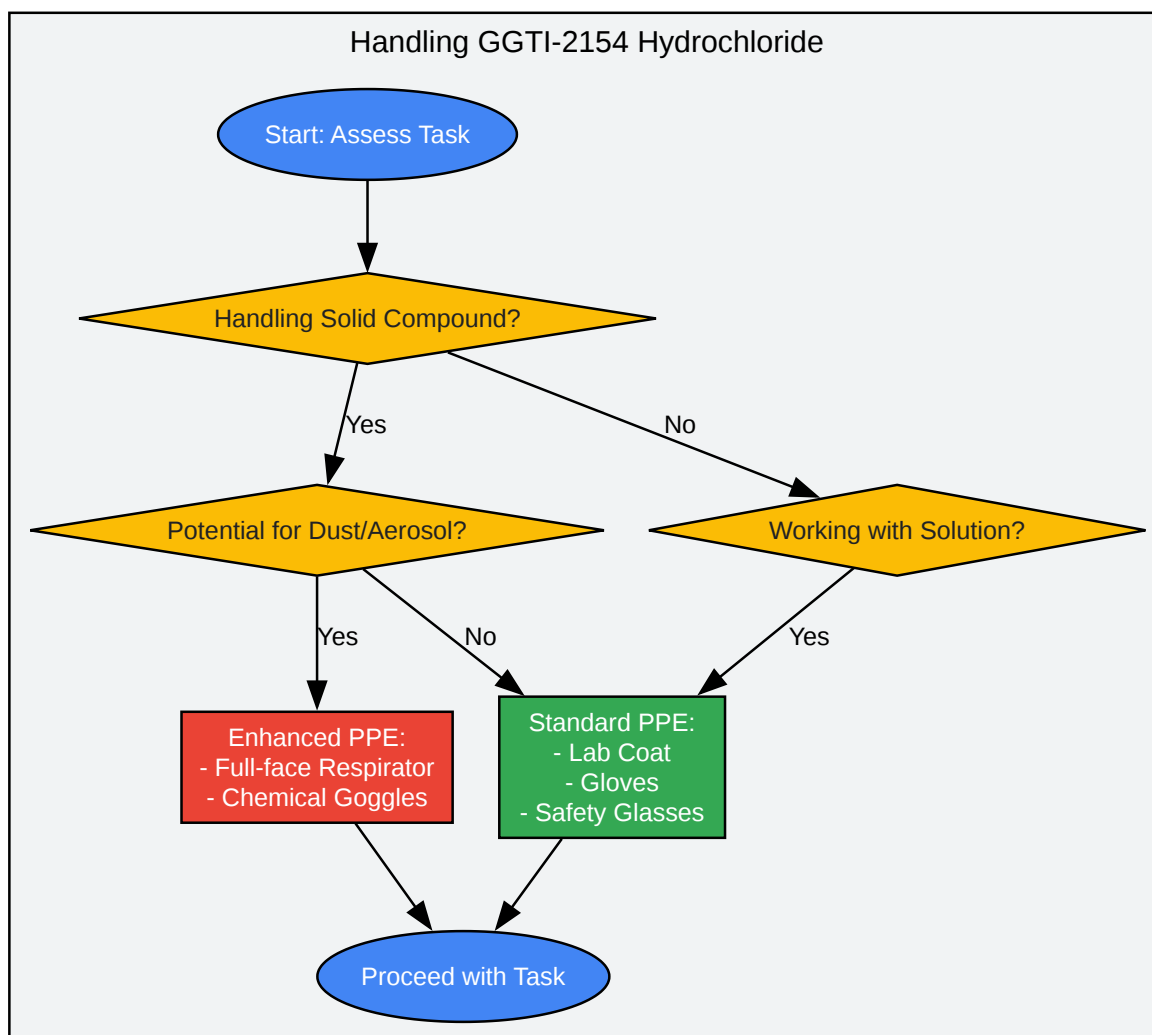 Handling GGTI-2154 Hydrochloride
Start: Assess Task
Handling Solid Compound?
Yes
No
Potential for Dust/Aerosol?
Working with Solution?
Yes
No
Yes
Enhanced PPE:
- Full-face Respirator
- Chemical Goggles
Standard PPE:
- Lab Coat
- Gloves
- Safety Glasses
Proceed with Task